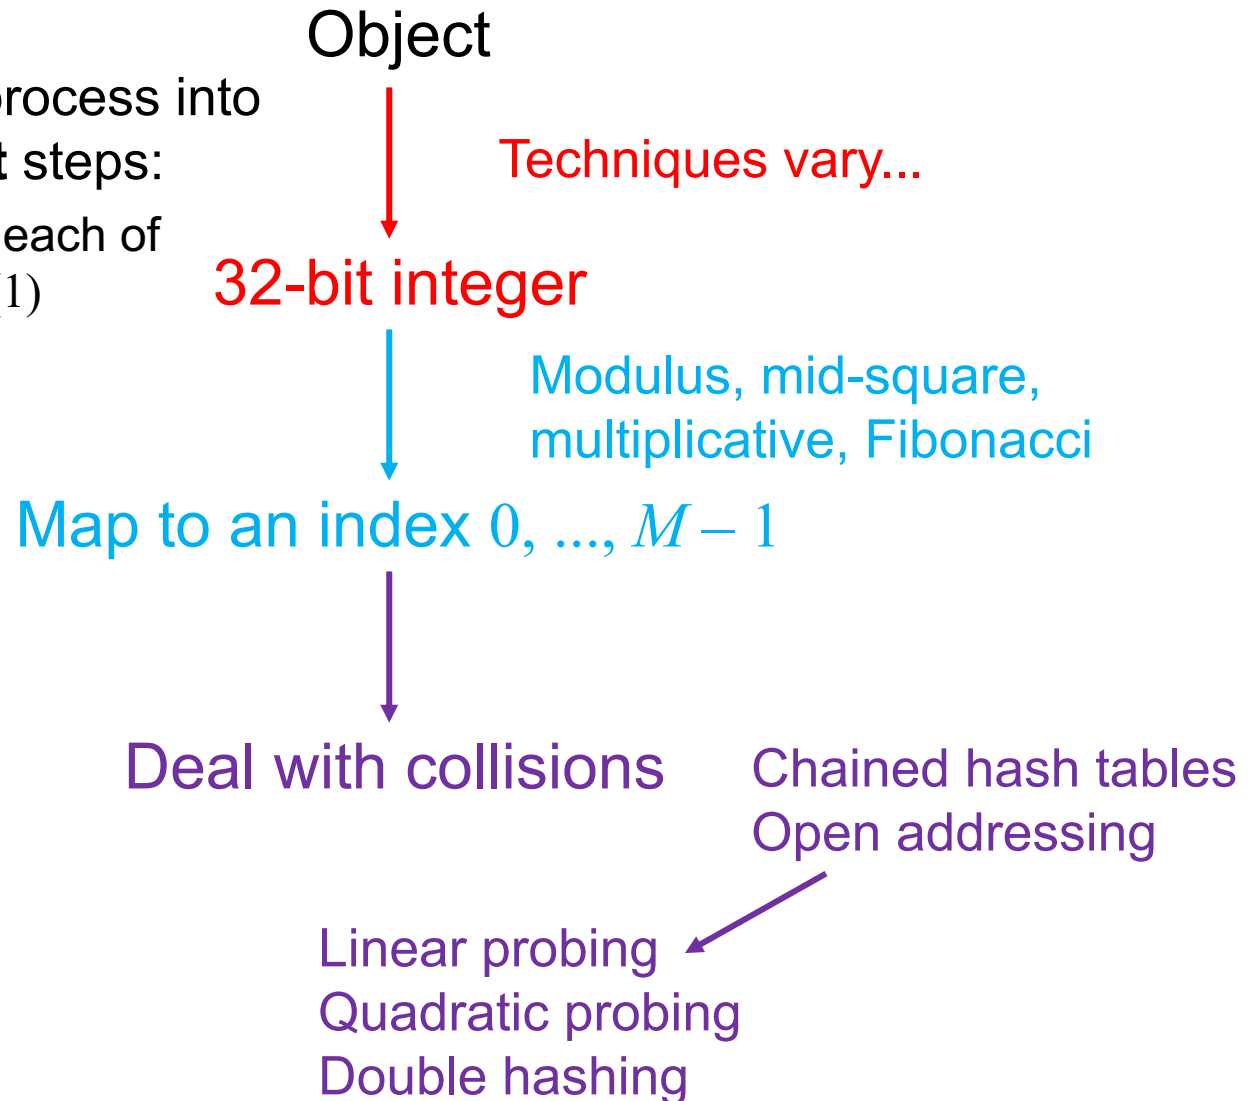 Object
process into
t steps:
Techniques vary...
each of
(1)
32-bit integer
Modulus, mid-square,
multiplicative, Fibonacci
Map to an index 0, ..., M – 1
Deal with collisions
Chained hash tables
Open addressing
Linear probing
Quadratic probing
Double hashing